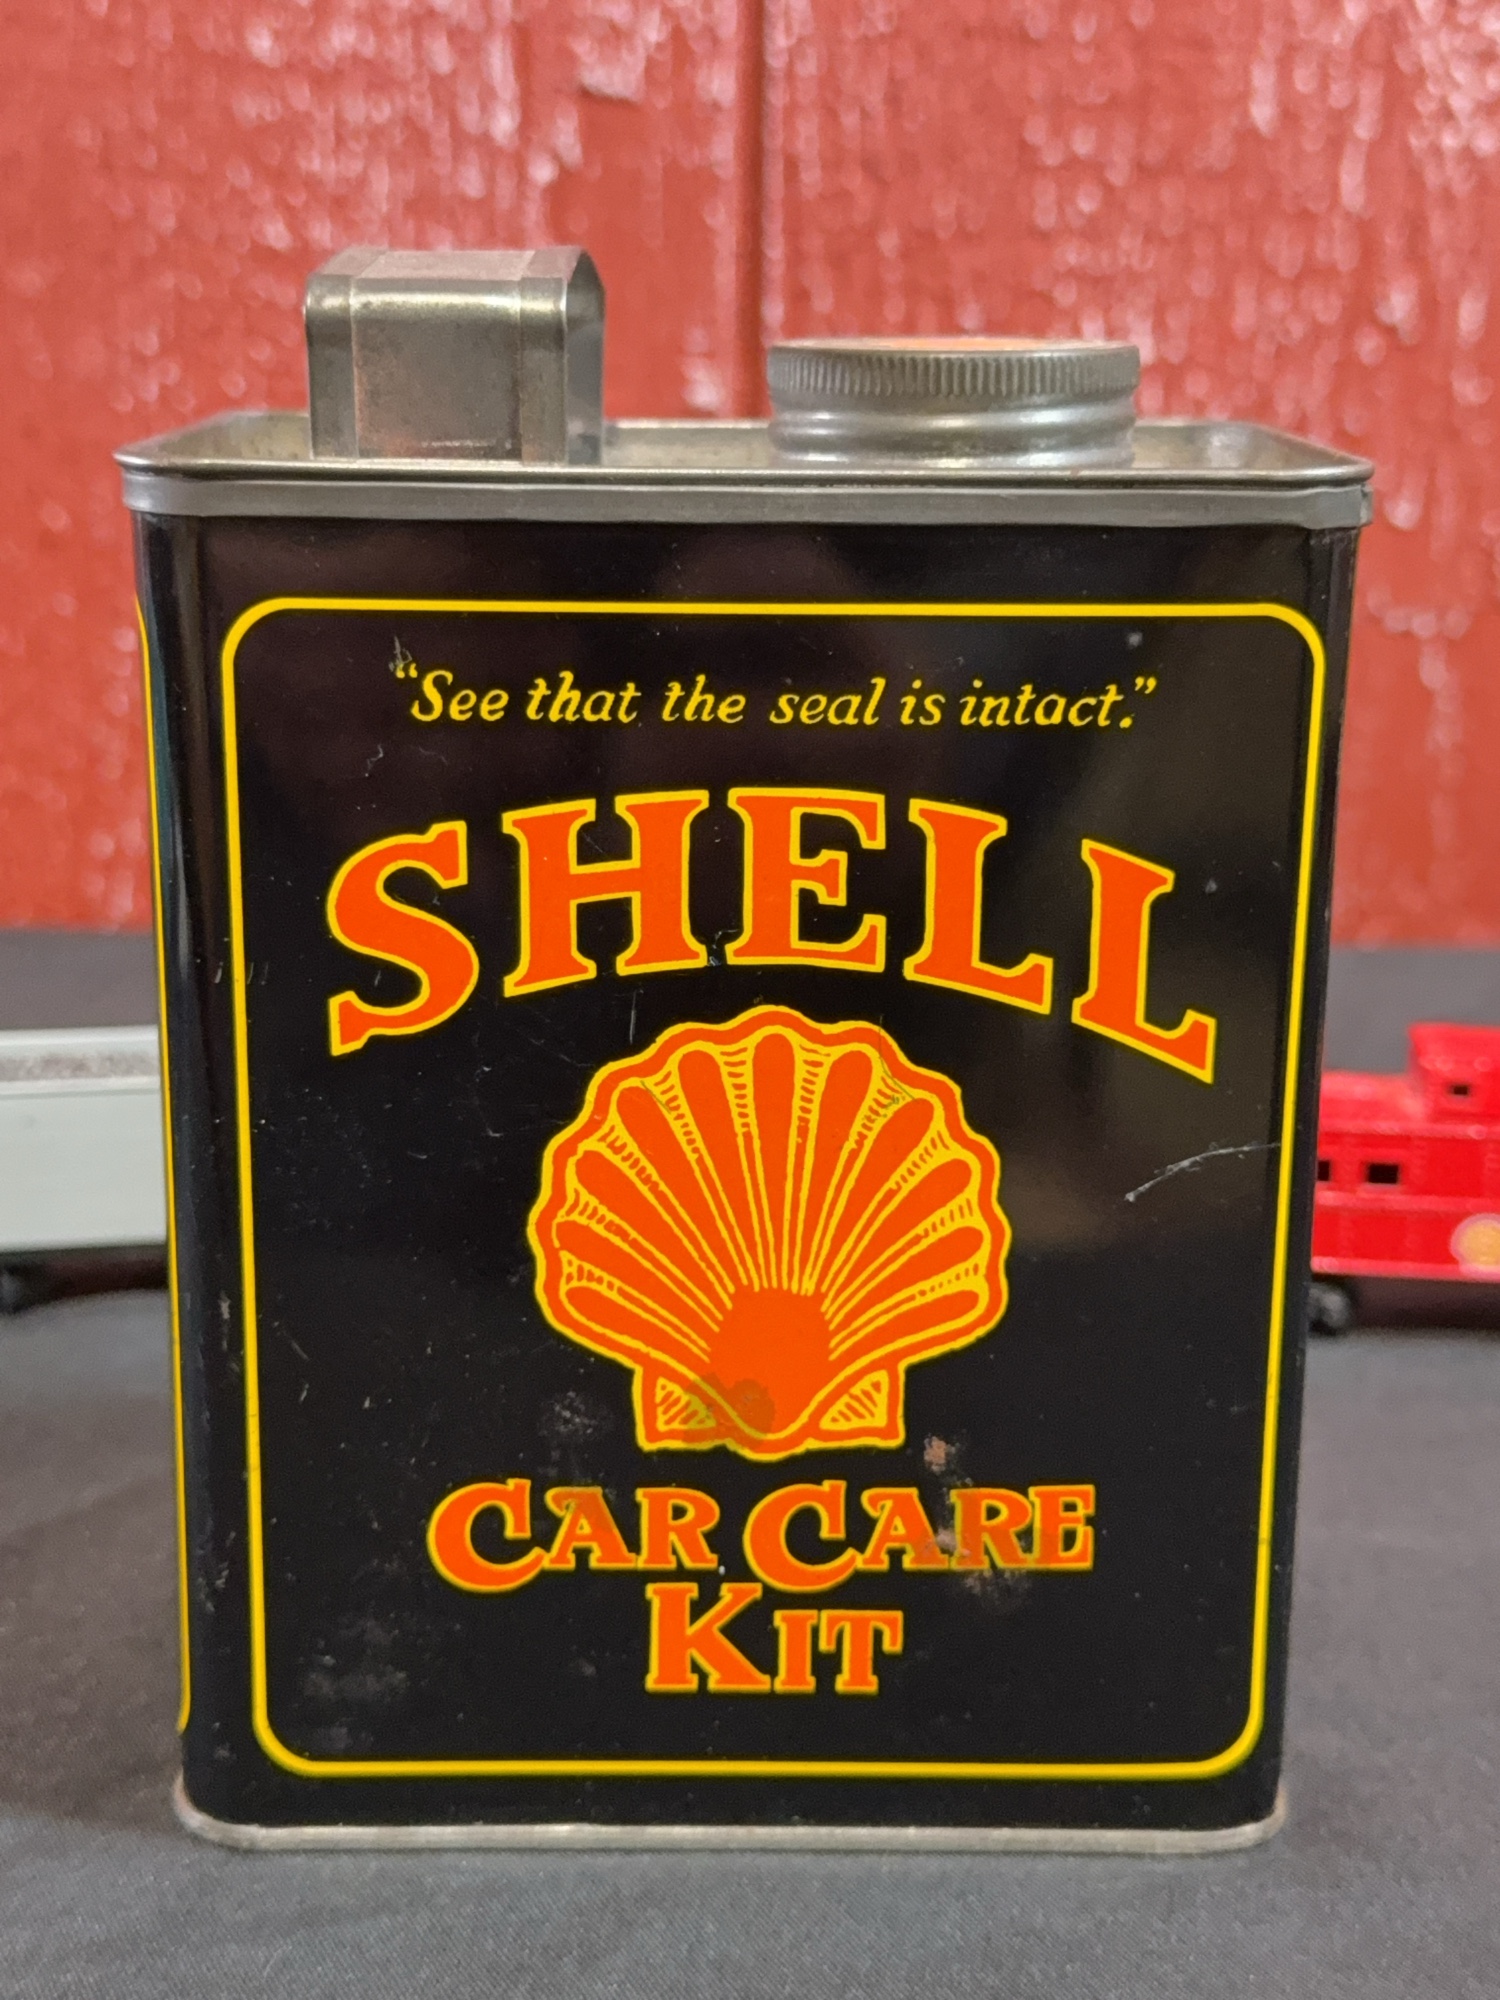 “See that the seal is intact.”
SHELL
CAR CARE
KIT